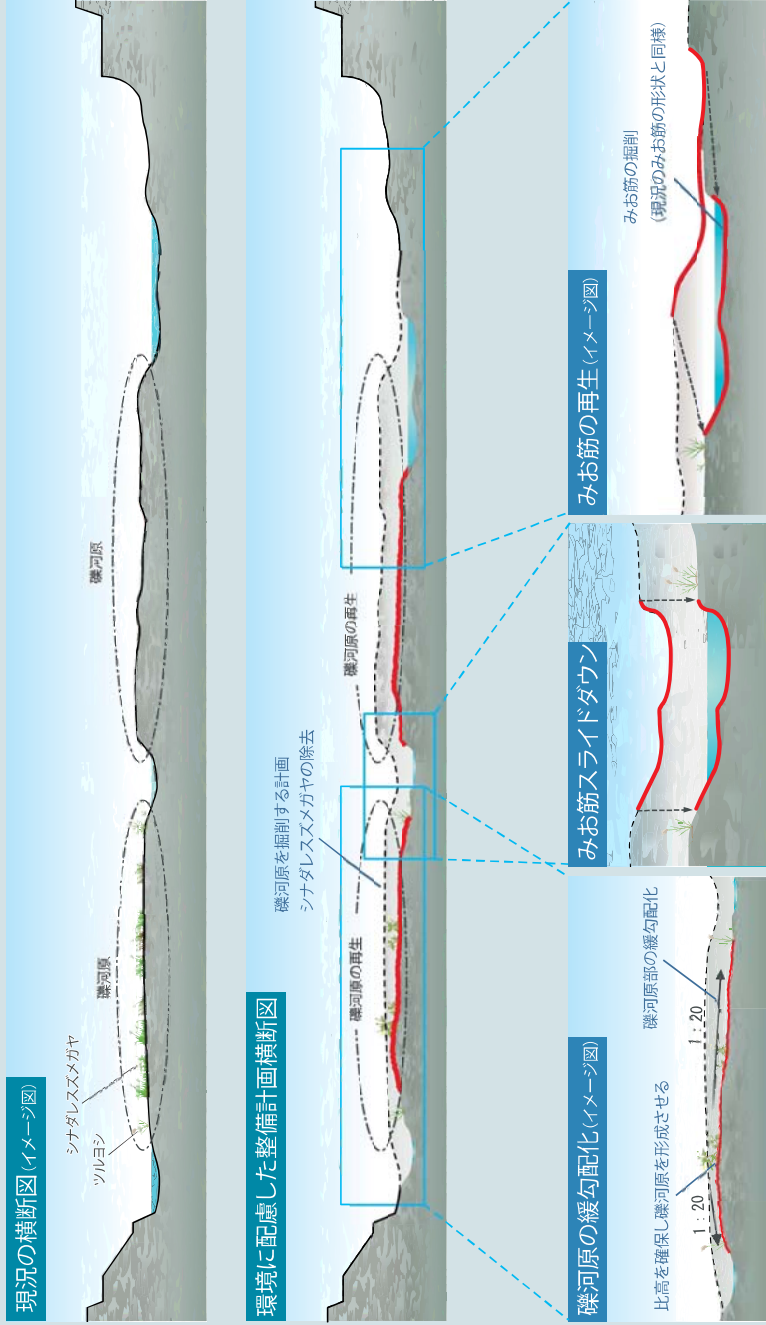 現況の横断図(イメージ図)
シナダレスズメガヤ
ツルヨシ
礫河原
礫河原
環境に配慮した整備計画横断図
礫河原を掘削する計画
シナダレスズメガヤの除去
礫河原の再生
礫河原の再生
礫河原の緩勾配化(イメージ図)
比高を確保し礫河原を形成させる
礫河原部の緩勾配化
1:20
1:20
みお筋スライドダウン
みお筋の再生(イメージ図)
みお筋の掘削
(現況のみお筋の形状と同様)